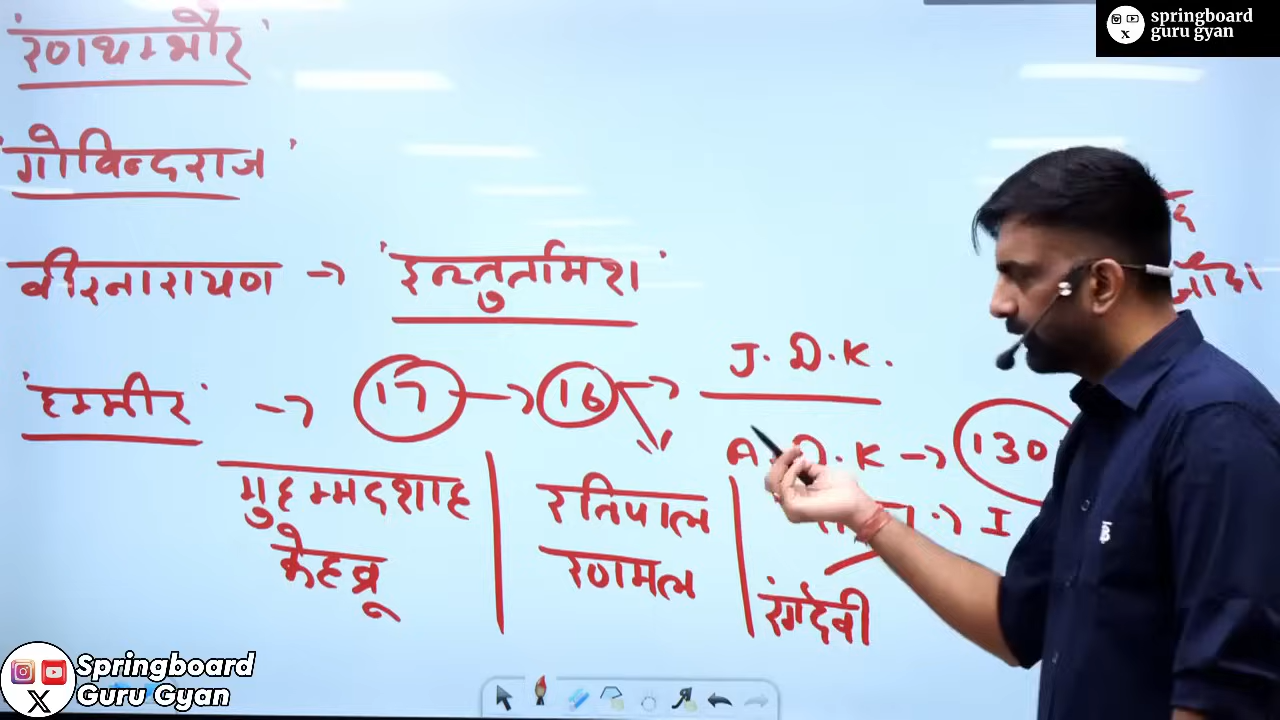 springboard
guru gyan
'रणथम्भौर'
'गोविन्दराज'
वीरनारायण → 'इल्तुतमिश'
'हम्मीर' → 17 → 16 → J.D.K.
A.D.K → 130
मुहम्मदशाह
केहब्रू
रतिपाल
रणमल
I
रंगदेवी
Springboard
Guru Gyan